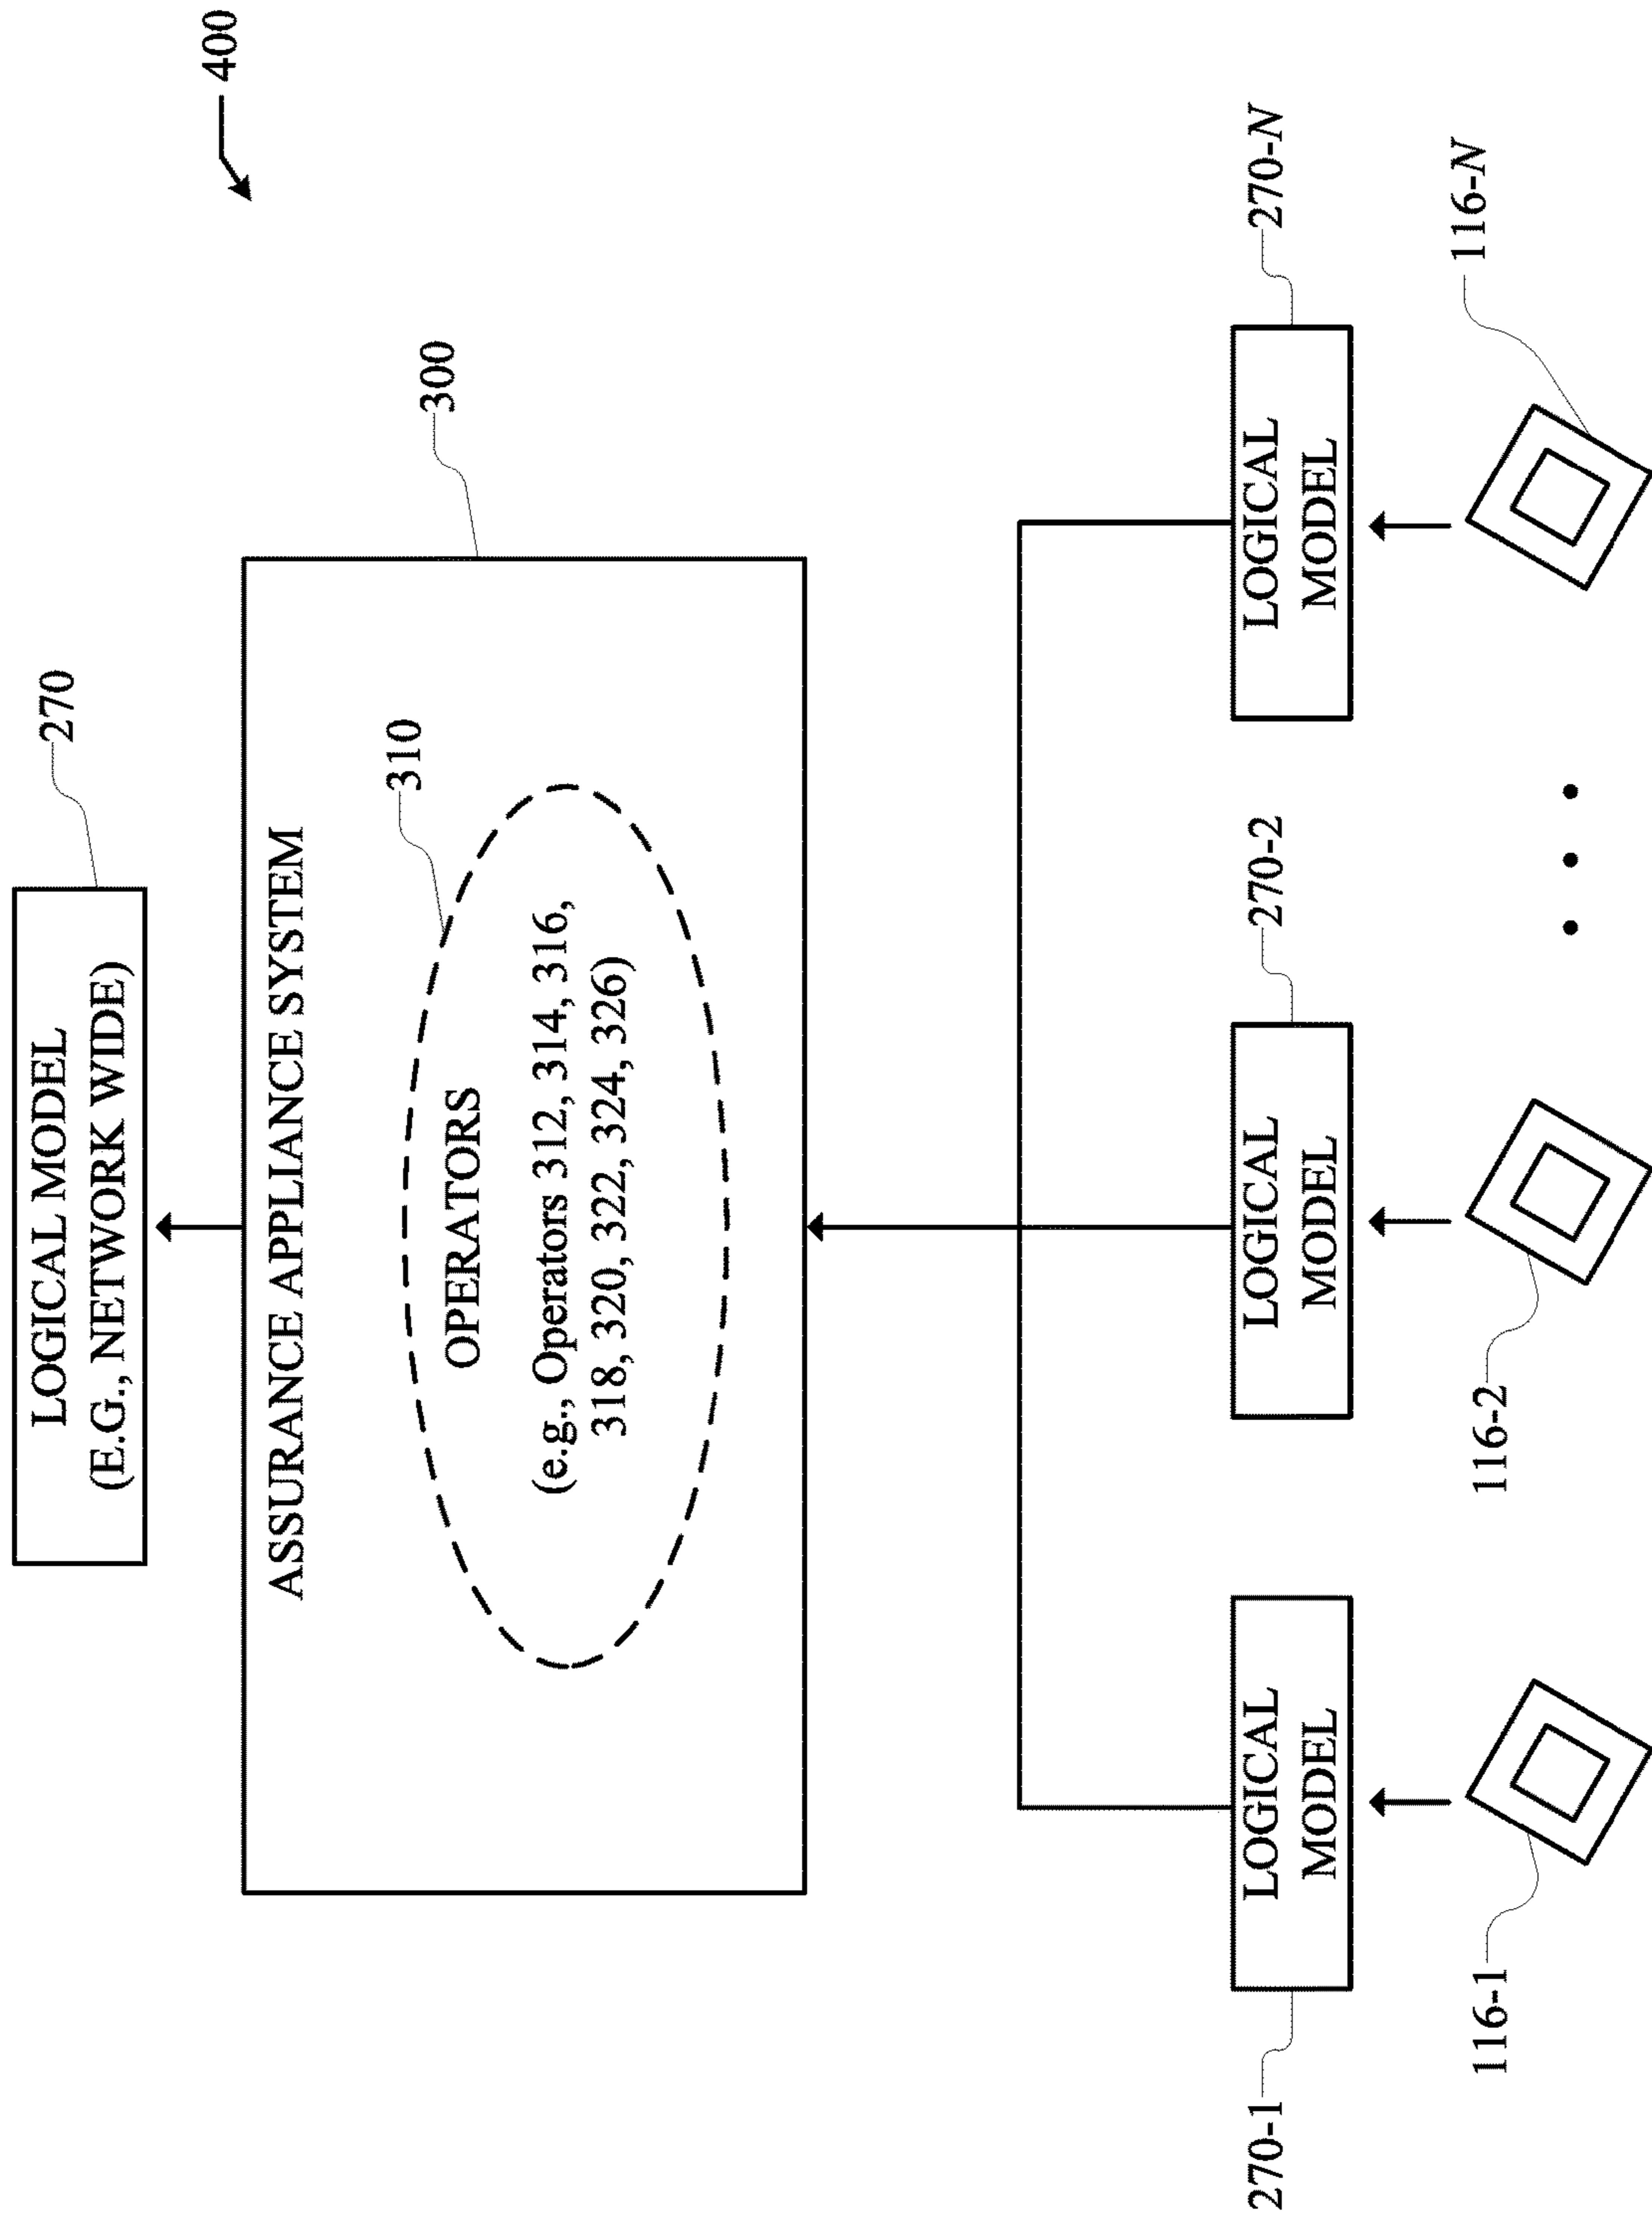 400
270
LOGICAL MODEL
(E.G., NETWORK WIDE)
300
ASSURANCE APPLIANCE SYSTEM
310
OPERATORS
(e.g., Operators 312, 314, 316,
318, 320, 322, 324, 326)
270-1
LOGICAL
MODEL
270-2
LOGICAL
MODEL
270-N
LOGICAL
MODEL
116-1
116-2
116-N